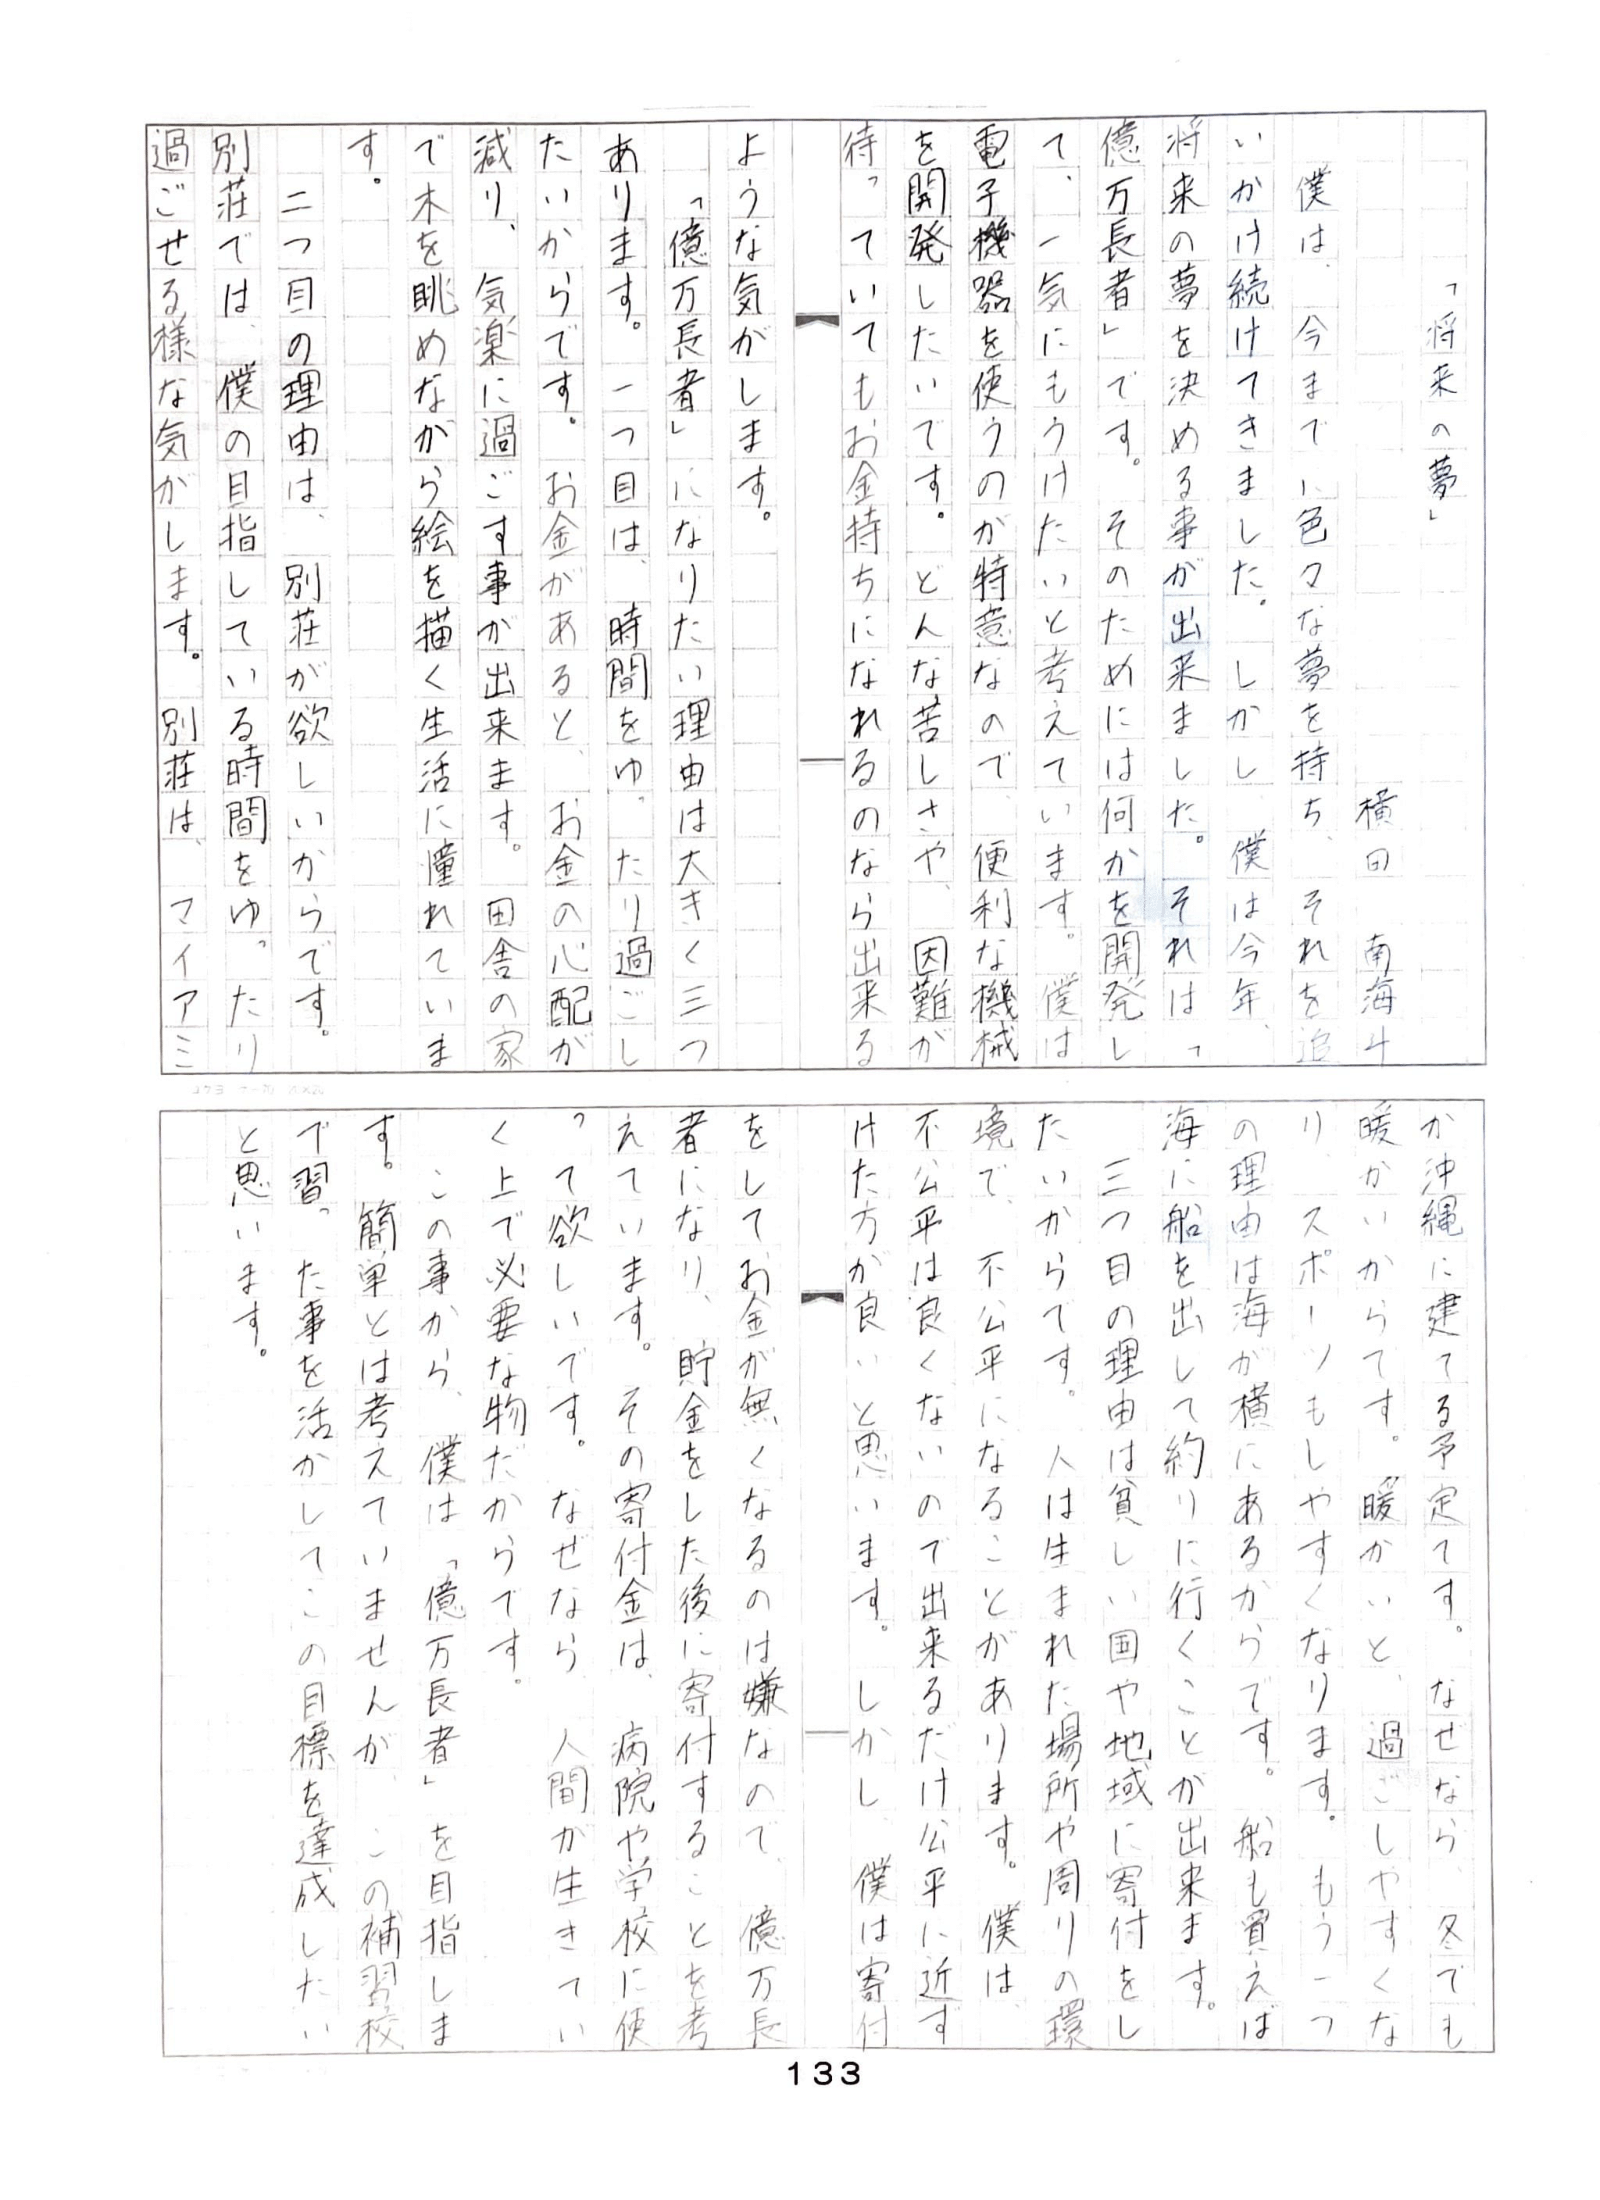 「将来の夢」
横田　南海斗
僕は、今までに色々な夢を持ち、それを追
いかけ続けてきました。しかし、僕は今年、
将来の夢を決める事が出来ました。それは「
億万長者」です。そのためには何かを開発し
て、一気にもうけたいと考えています。僕は
電子機器を使うのが特意なので、便利な機械
を開発したいです。どんな苦しさや、因難が
待っていてもお金持ちになれるのなら出来る
ような気がします。
「億万長者」になりたい理由は大きく三つ
あります。一つ目は、時間をゆったり過ごし
たいからです。お金があると、お金の心配が
減り、気楽に過ごす事が出来ます。田舎の家
で木を眺めながら絵を描く生活に憧れていま
す。
二つ目の理由は、別荘が欲しいからです。
別荘では、僕の目指している時間をゆったり
過ごせる様な気がします。別荘は、マイアミ
か沖縄に建てる予定です。なぜなら、冬でも
暖かいからです。暖かいと、過ごしやすくな
り、スポーツもしやすくなります。もう一つ
の理由は海が横にあるからです。船も買えば
海に船を出して約りに行くことが出来ます。
三つ目の理由は貧しい国や地域に寄付をし
たいからです。人は生まれた場所や周りの環
境で、不公平になることがあります。僕は、
不公平は良くないので出来るだけ公平に近ず
けた方が良いと思います。しかし、僕は寄付
をしてお金が無くなるのは嫌なので、億万長
者になり、貯金をした後に寄付することを考
えています。その寄付金は、病院や学校に使
って欲しいです。なぜなら、人間が生きてい
く上で必要な物だからです。
この事から、僕は「億万長者」を目指しま
す。簡単とは考えていませんが、この補習校
で習った事を活かしてこの目標を達成したい
と思います。
133